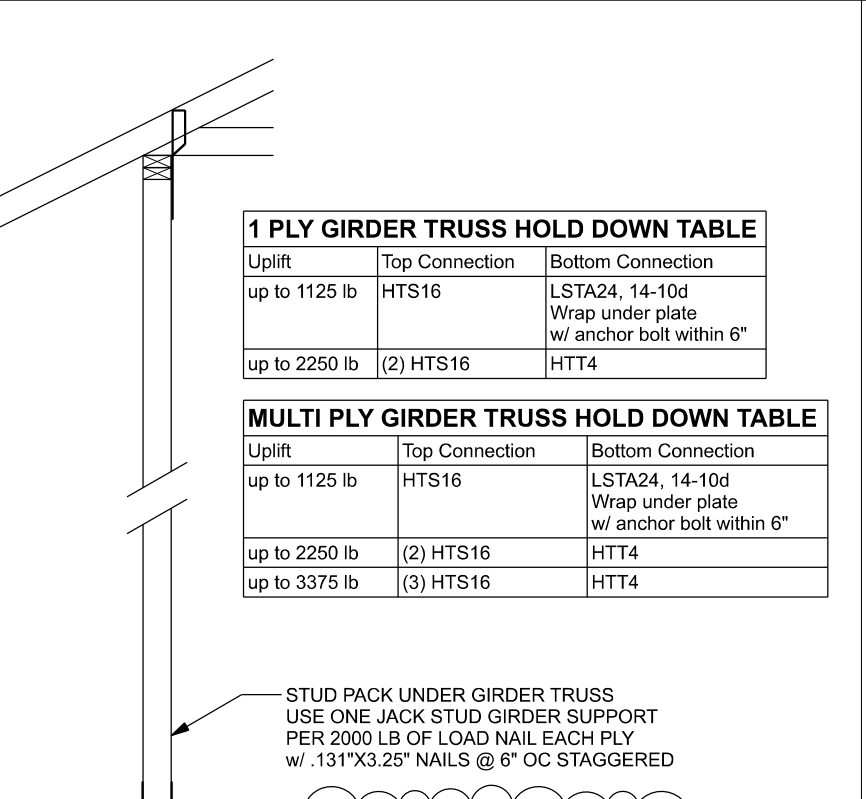 1 PLY GIRDER TRUSS HOLD DOWN TABLE
Uplift Top Connection Bottom Connection
up to 1125 lb HTS16 LSTA24, 14-10d
Wrap under plate
w/ anchor bolt within 6"
up to 2250 lb (2) HTS16 HTT4
MULTI PLY GIRDER TRUSS HOLD DOWN TABLE
Uplift Top Connection Bottom Connection
up to 1125 lb HTS16 LSTA24, 14-10d
Wrap under plate
w/ anchor bolt within 6"
up to 2250 lb (2) HTS16 HTT4
up to 3375 lb (3) HTS16 HTT4
STUD PACK UNDER GIRDER TRUSS
USE ONE JACK STUD GIRDER SUPPORT
PER 2000 LB OF LOAD NAIL EACH PLY
w/ .131"X3.25" NAILS @ 6" OC STAGGERED